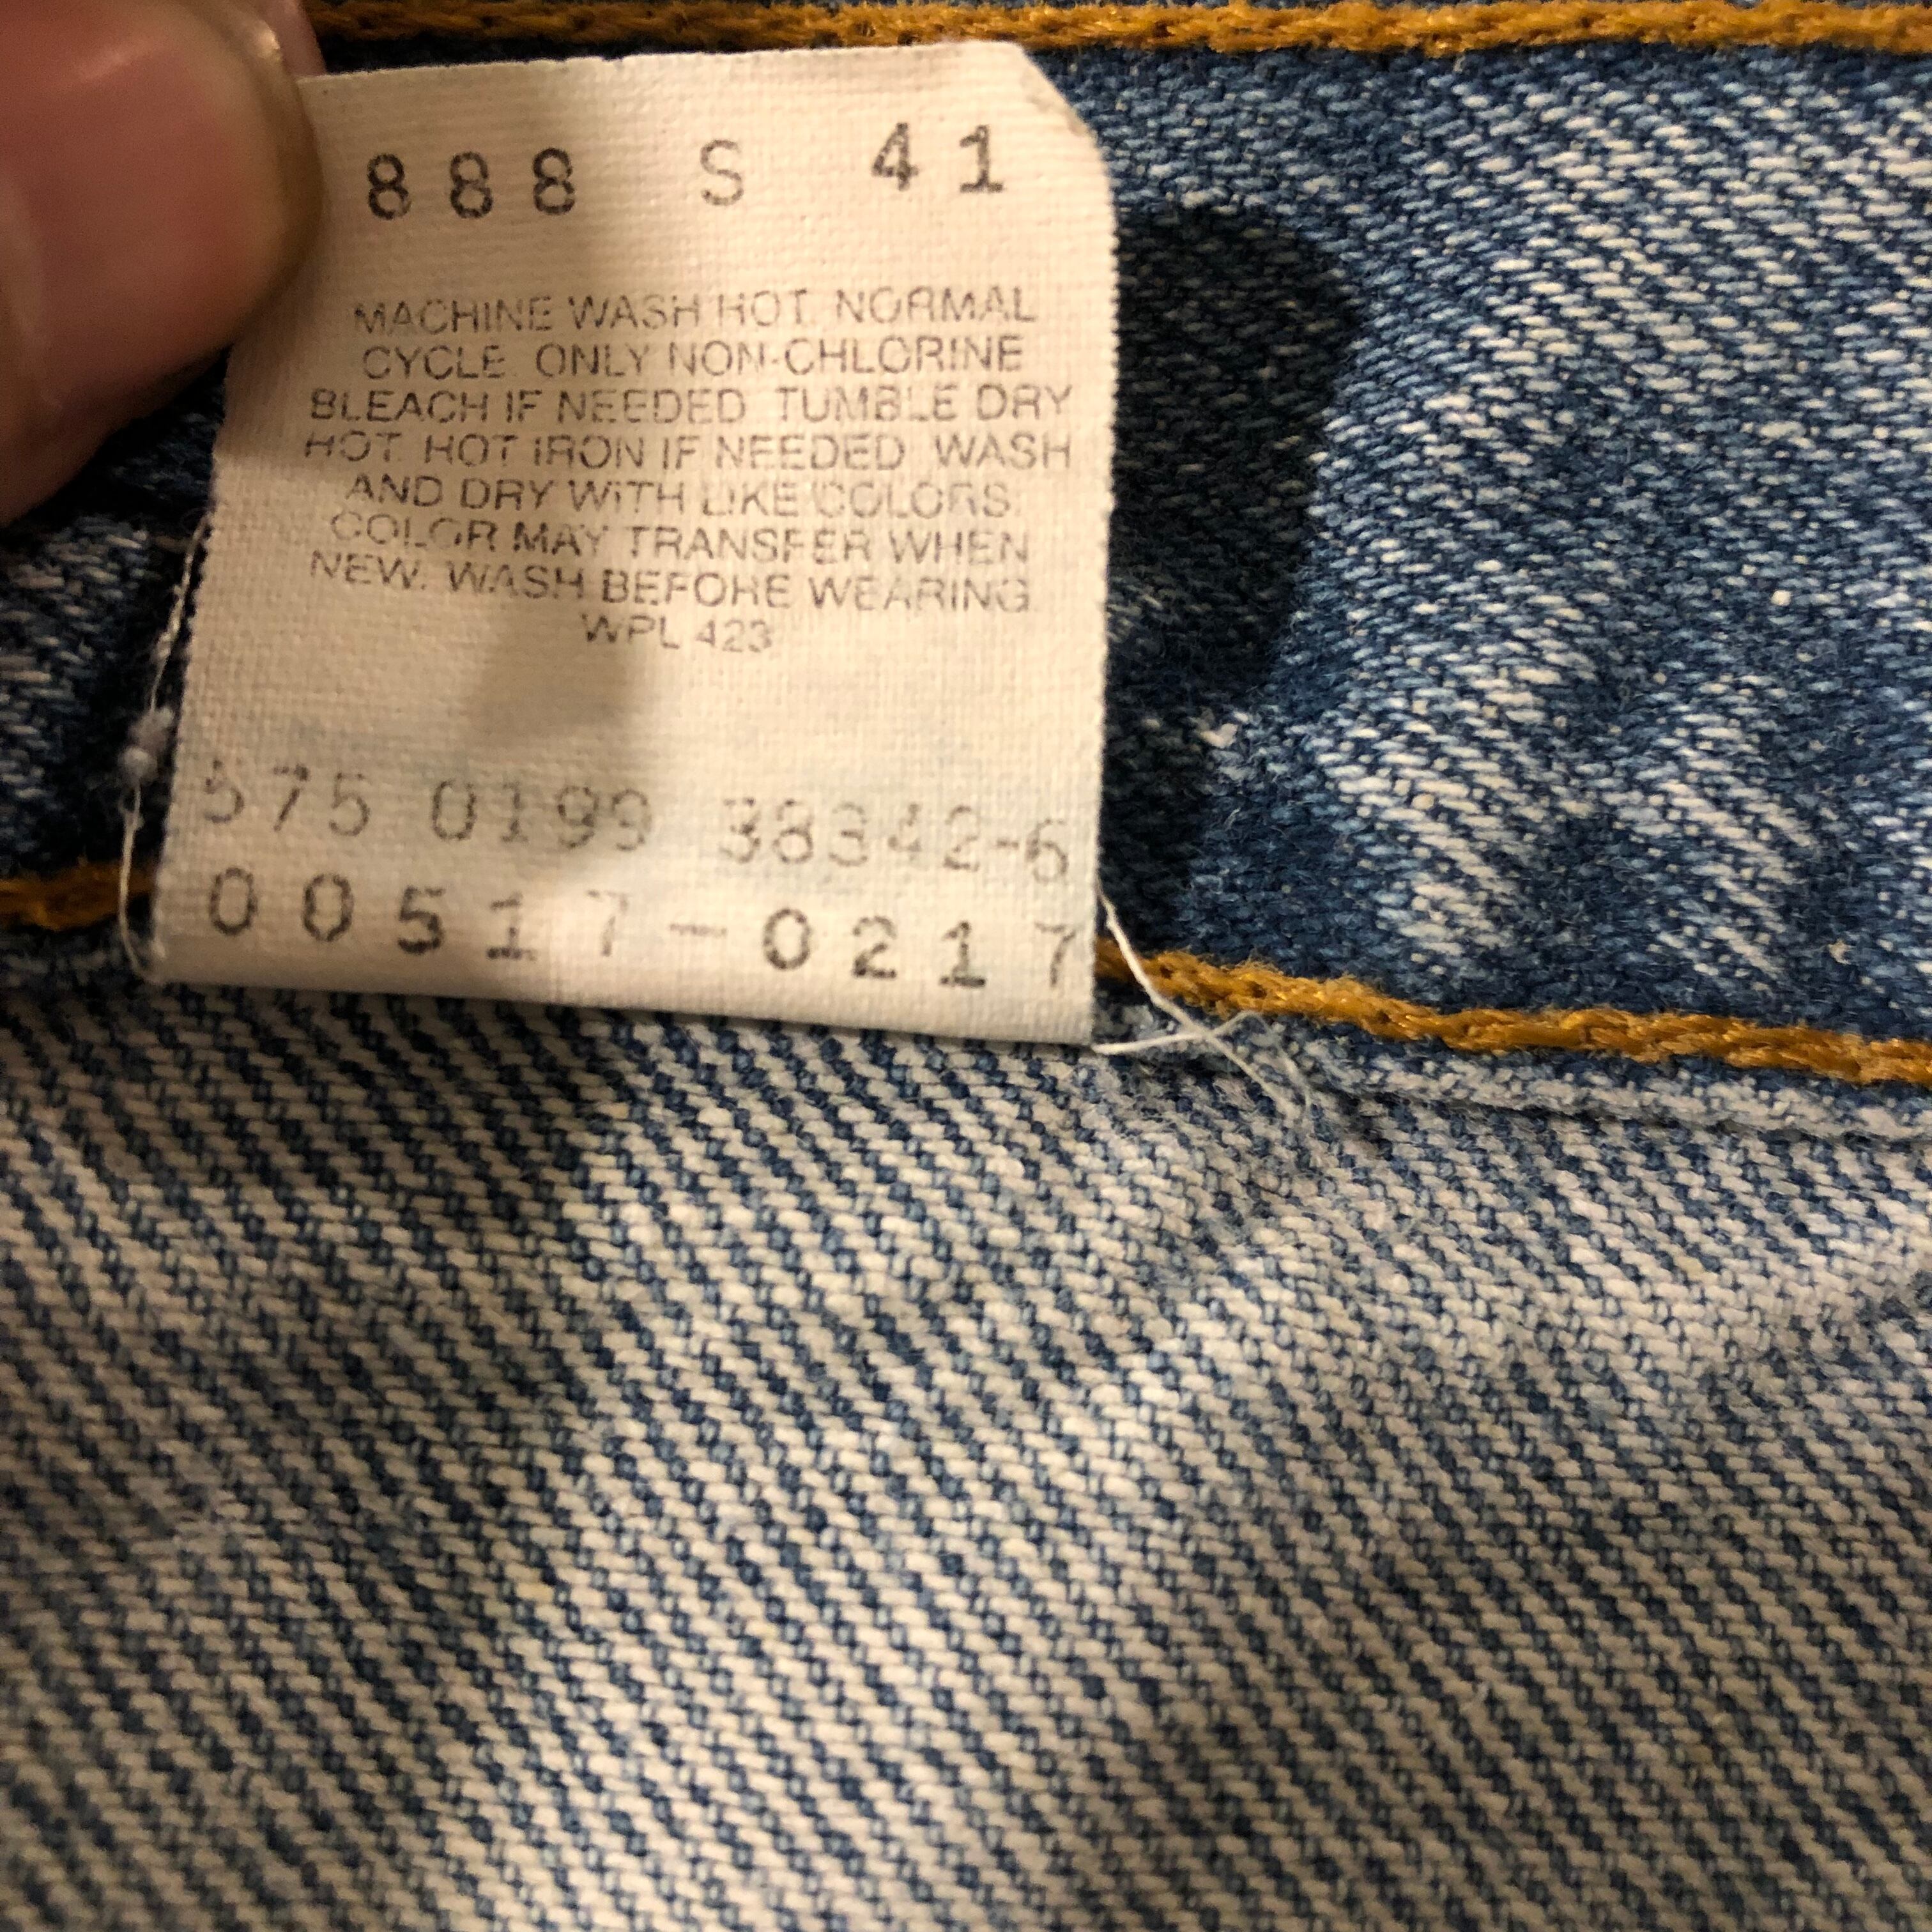 888 S 41
MACHINE WASH HOT. NORMAL
CYCLE. ONLY NON-CHLORINE
BLEACH IF NEEDED. TUMBLE DRY
HOT. HOT IRON IF NEEDED. WASH
AND DRY WITH LIKE COLORS.
COLOR MAY TRANSFER WHEN
NEW. WASH BEFORE WEARING.
WPL 423
575 0199 38342-6
00517-0217